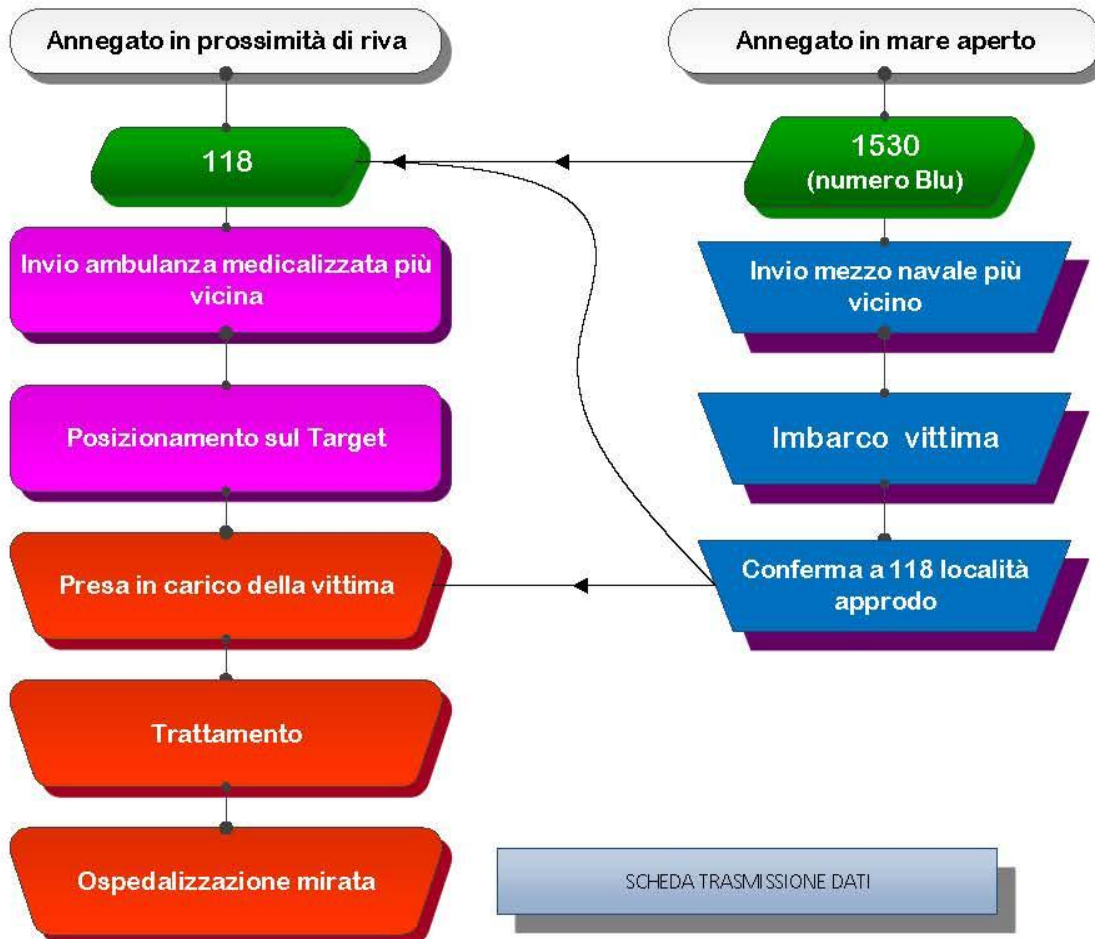 Annegato in prossimità di riva
Annegato in mare aperto
118
1530
(numero Blu)
Invio ambulanza medicalizzata più
vicina
Invio mezzo navale più
vicino
Posizionamento sul Target
Imbarco vittima
Presa in carico della vittima
Conferma a 118 località
approdo
Trattamento
Ospedalizzazione mirata
SCHEDA TRASMISSIONE DATI